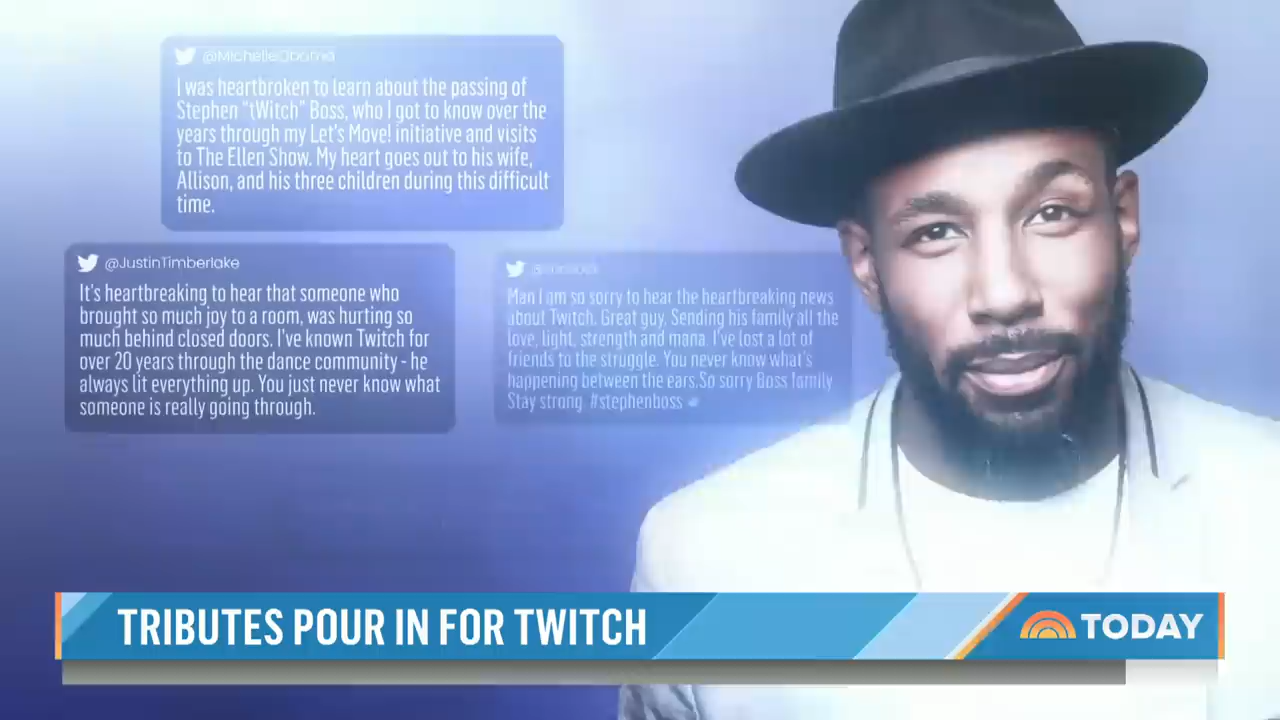 @MichelleObama
I was heartbroken to learn about the passing of
Stephen "tWitch" Boss, who I got to know over the
years through my Let's Move! initiative and visits
to The Ellen Show. My heart goes out to his wife,
Allison, and his three children during this difficult
time.
@JustinTimberlake
It's heartbreaking to hear that someone who
brought so much joy to a room, was hurting so
much behind closed doors. I've known Twitch for
over 20 years through the dance community - he
always lit everything up. You just never know what
someone is really going through.
Man I am so sorry to hear the heartbreaking news
about Twitch. Great guy. Sending his family all the
love, light, strength and mana. I've lost a lot of
friends to the struggle. You never know what's
happening between the ears.So sorry Boss family
Stay strong. #stephenboss
TRIBUTES POUR IN FOR TWITCH
TODAY